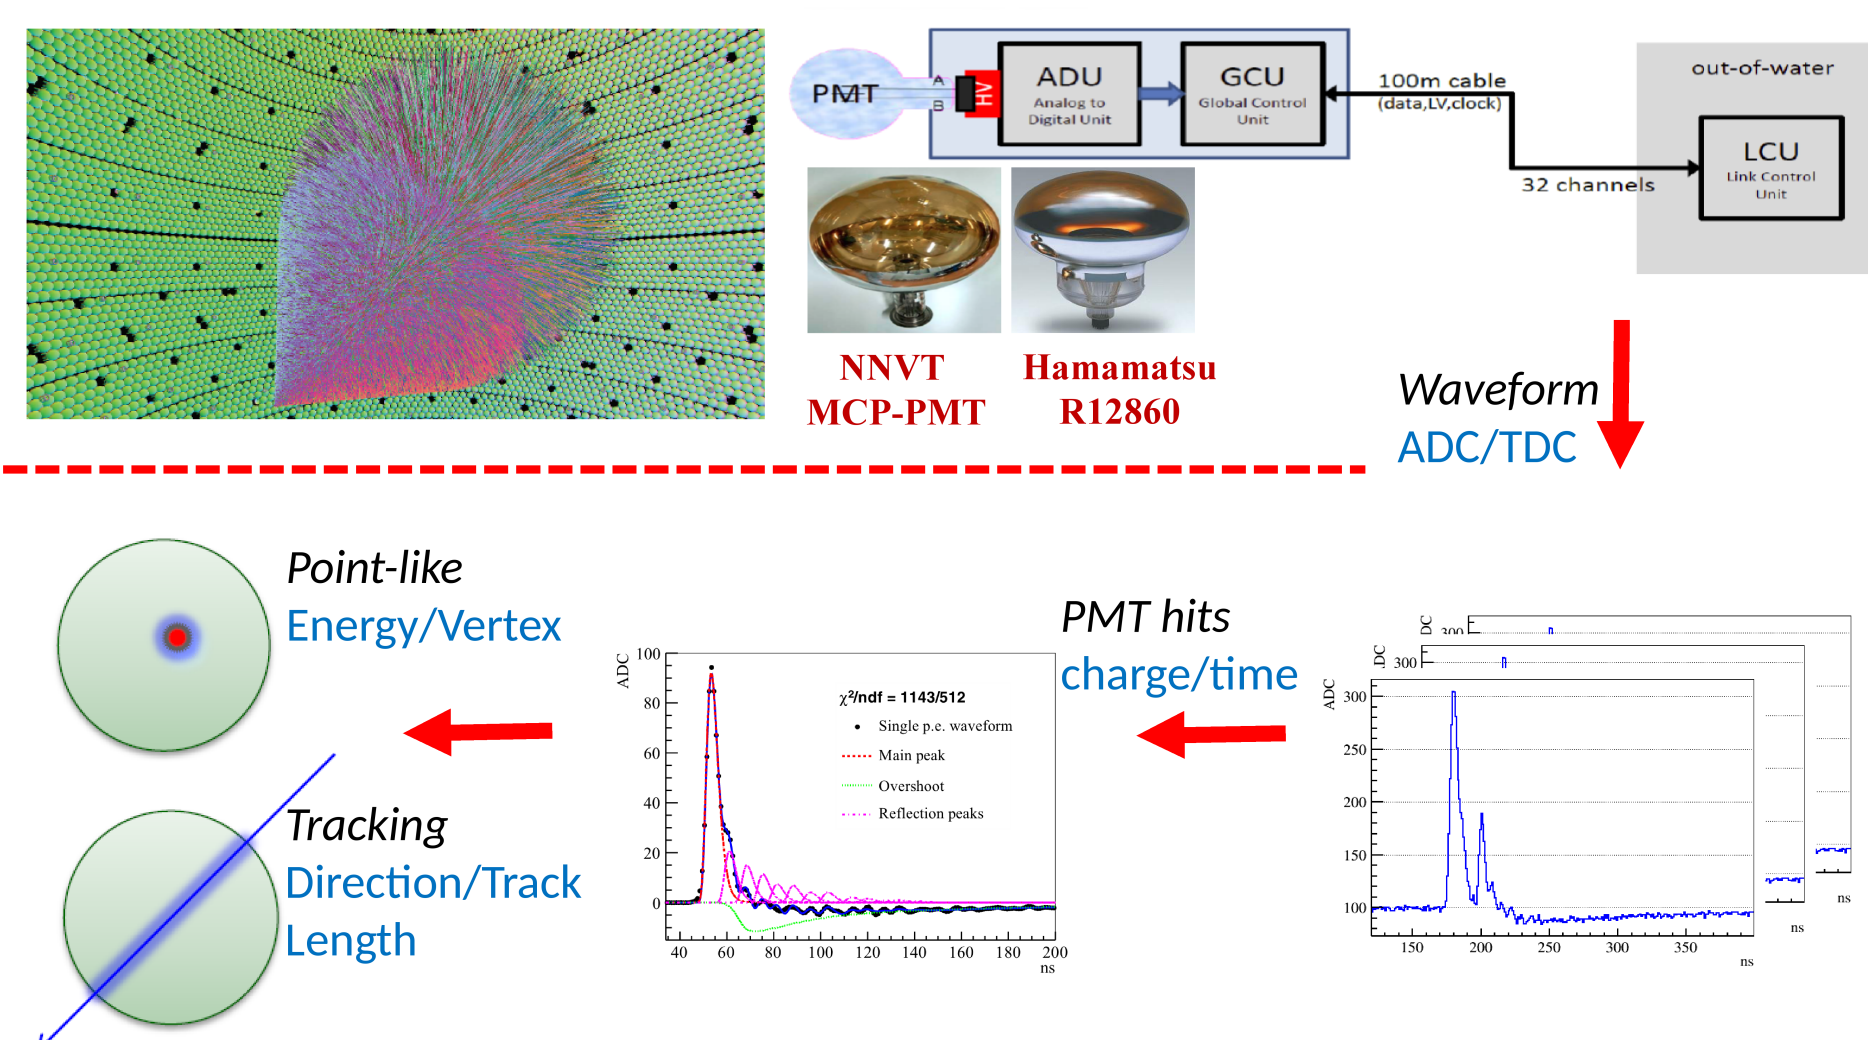 PMT
A
B
HV
ADU
Analog to
Digital Unit
GCU
Global Control
Unit
100m cable
(data,LV,clock)
32 channels
out-of-water
LCU
Link Control
Unit
NNVT
MCP-PMT
Hamamatsu
R12860
Waveform
ADC/TDC
Point-like
Energy/Vertex
Tracking
Direction/Track
Length
ADC
100
80
60
40
20
0
χ²/ndf = 1143/512
Single p.e. waveform
Main peak
Overshoot
Reflection peaks
40 60 80 100 120 140 160 180 200
ns
PMT hits
charge/time
DC
300
DC
300
ADC
300
250
200
150
100
150 200 250 300 350
ns
ns
ns